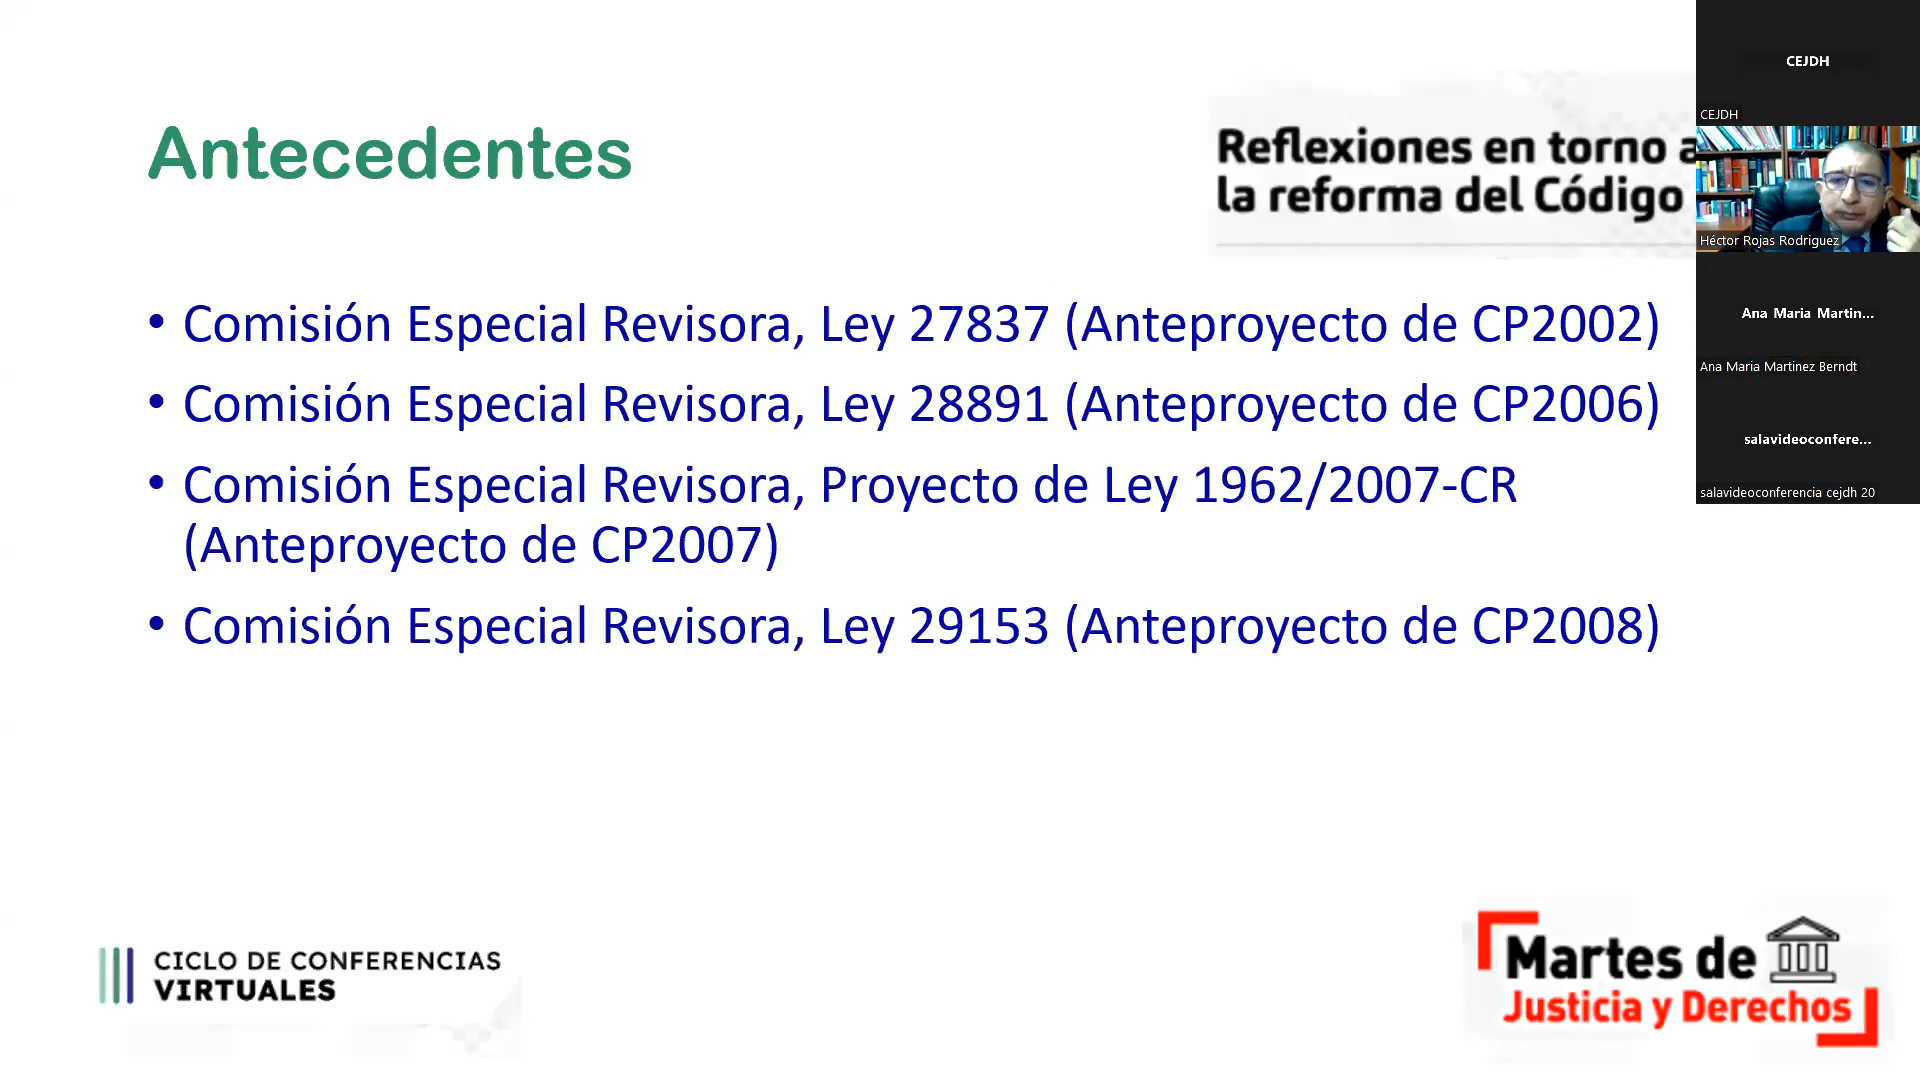 Antecedentes
Reflexiones en torno a
la reforma del Código
• Comisión Especial Revisora, Ley 27837 (Anteproyecto de CP2002)
• Comisión Especial Revisora, Ley 28891 (Anteproyecto de CP2006)
• Comisión Especial Revisora, Proyecto de Ley 1962/2007-CR
(Anteproyecto de CP2007)
• Comisión Especial Revisora, Ley 29153 (Anteproyecto de CP2008)
CICLO DE CONFERENCIAS
VIRTUALES
Martes de
Justicia y Derechos
CEJDH
CEJDH
Héctor Rojas Rodriguez
Ana Maria Martin...
Ana Maria Martinez Berndt
salavideoconfere...
salavideoconferencia cejdh 20